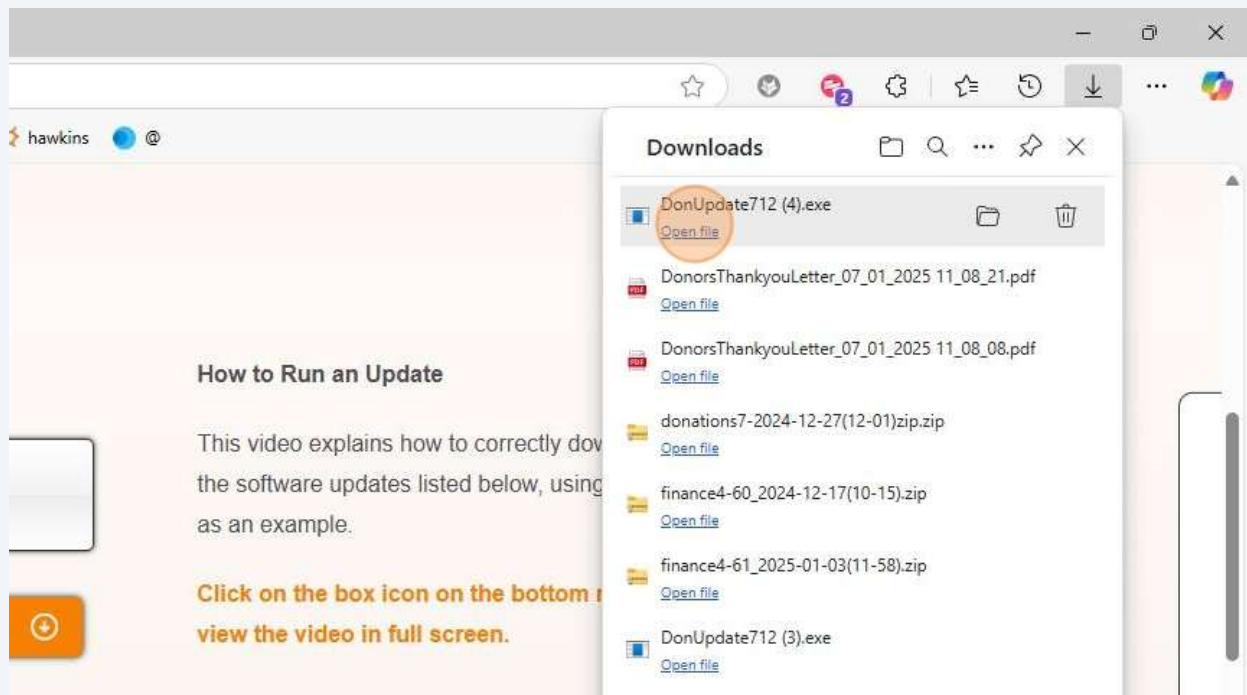 2
hawkins
@
Downloads
DonUpdate712 (4).exe
Open file
DonorsThankyouLetter_07_01_2025 11_08_21.pdf
Open file
DonorsThankyouLetter_07_01_2025 11_08_08.pdf
Open file
donations7-2024-12-27(12-01)zip.zip
Open file
finance4-60_2024-12-17(10-15).zip
Open file
finance4-61_2025-01-03(11-58).zip
Open file
DonUpdate712 (3).exe
Open file
How to Run an Update
This video explains how to correctly dow
the software updates listed below, using
as an example.
Click on the box icon on the bottom
view the video in full screen.